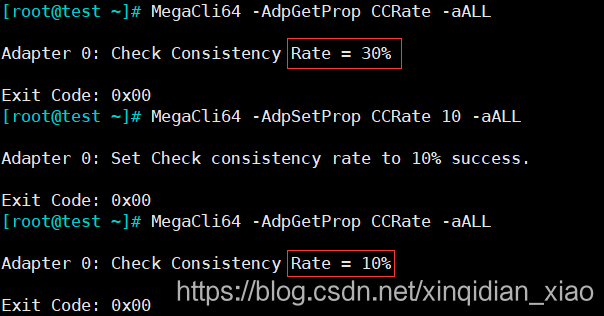 [root@test ~]# MegaCli64 -AdpGetProp CCRate -aALL
Adapter 0: Check Consistency Rate = 30%
Exit Code: 0x00
[root@test ~]# MegaCli64 -AdpSetProp CCRate 10 -aALL
Adapter 0: Set Check consistency rate to 10% success.
Exit Code: 0x00
[root@test ~]# MegaCli64 -AdpGetProp CCRate -aALL
Adapter 0: Check Consistency Rate = 10%
https://blog.csdn.net/xinqidian_xiao
Exit Code: 0x00